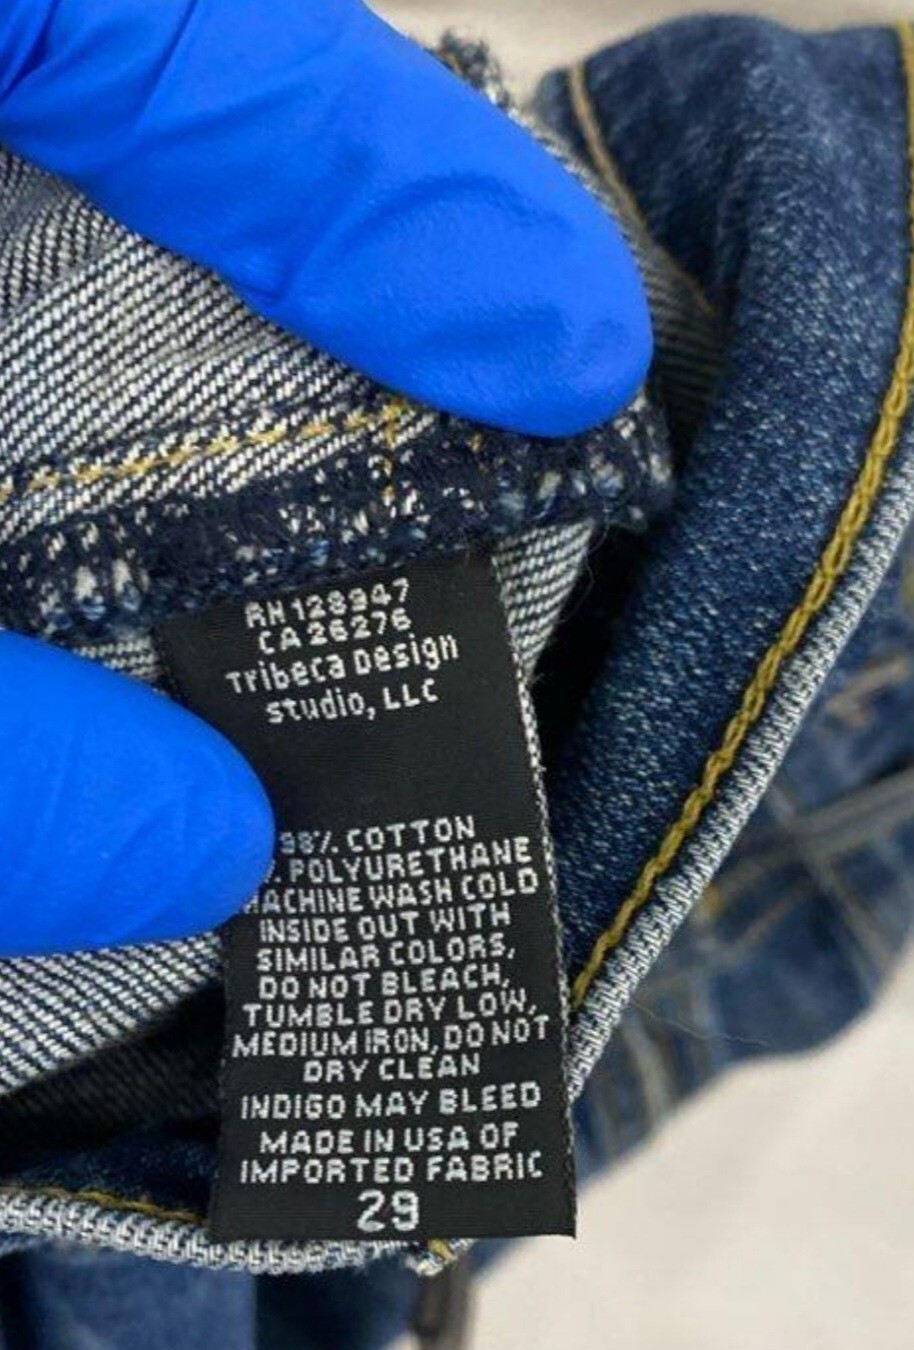 RN 128947
CA 26276
Tribeca Design
studio, LLC
98% COTTON
% POLYURETHANE
MACHINE WASH COLD
INSIDE OUT WITH
SIMILAR COLORS,
DO NOT BLEACH,
TUMBLE DRY LOW,
MEDIUM IRON, DO NOT
DRY CLEAN
INDIGO MAY BLEED
MADE IN USA OF
IMPORTED FABRIC
29